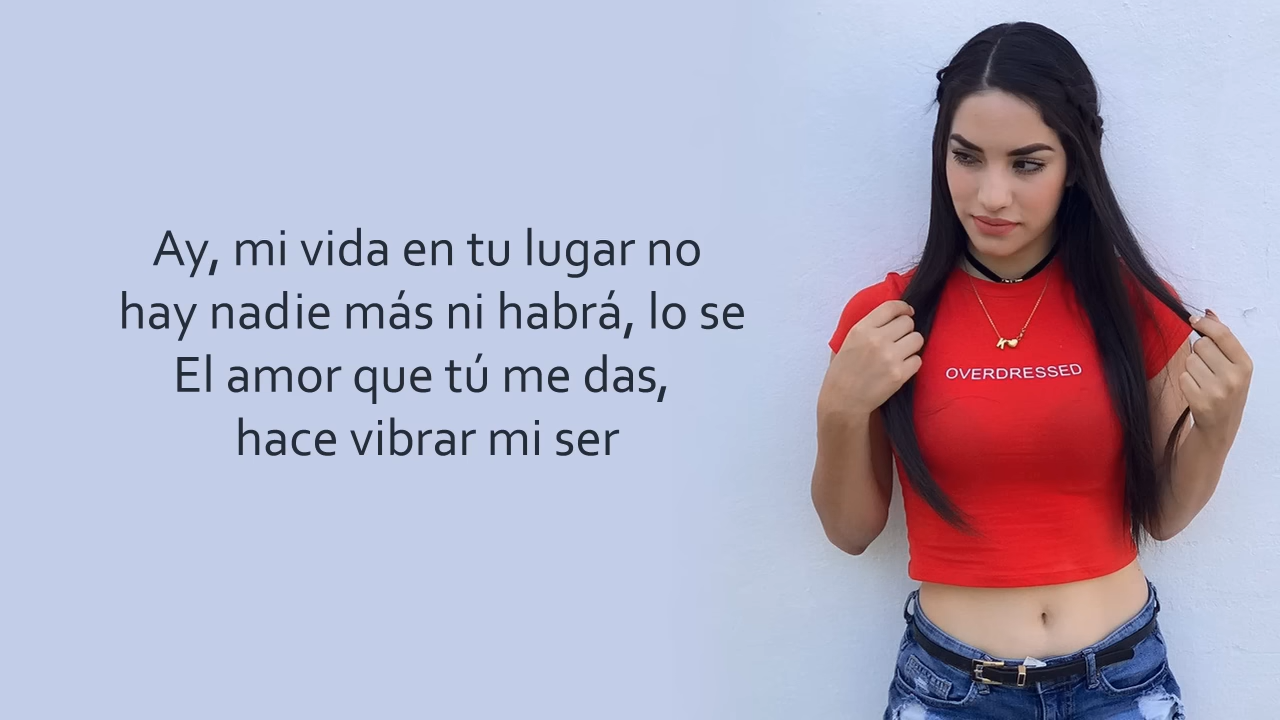 Ay, mi vida en tu lugar no
hay nadie más ni habrá, lo se
El amor que tú me das,
hace vibrar mi ser
OVERDRESSED